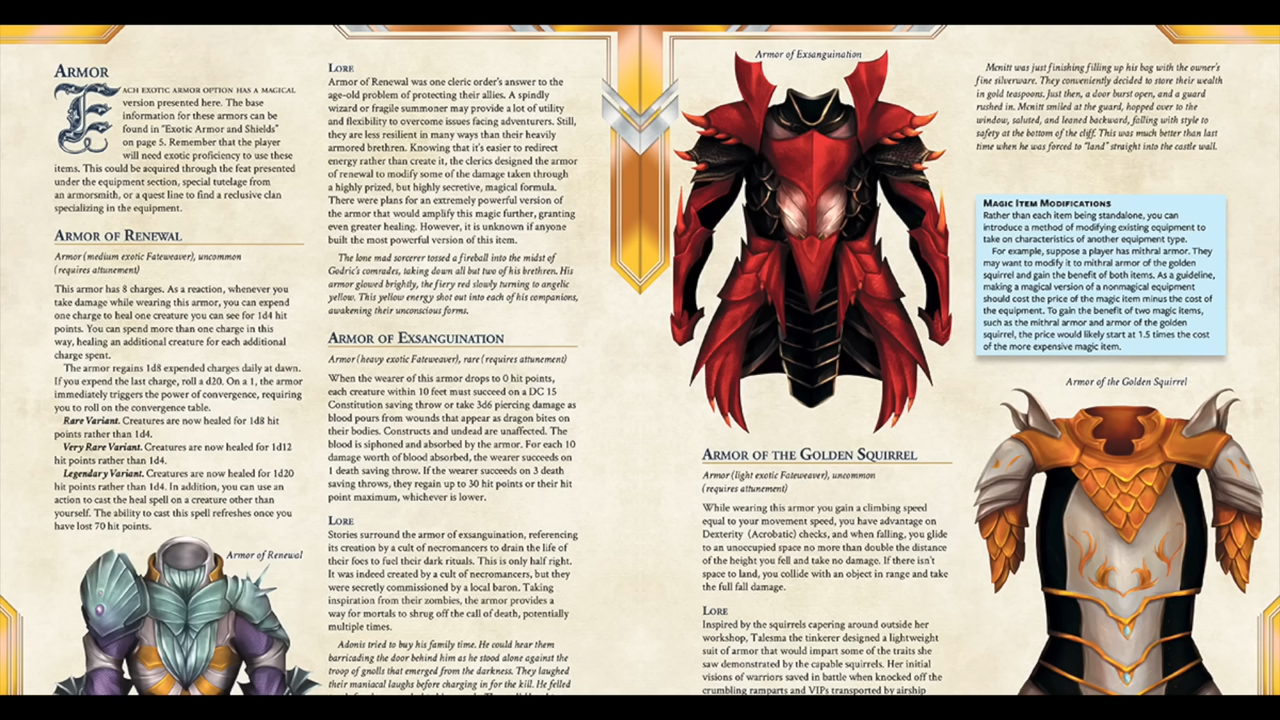 ARMOR
EACH EXOTIC ARMOR OPTION HAS A MAGICAL
version presented here. The base
information for these armors can be
found in "Exotic Armor and Shields"
on page 5. Remember that the player
will need exotic proficiency to use these
items. This could be acquired through the feat presented
under the equipment section, special tutelage from
an armorsmith, or a quest line to find a reclusive clan
specializing in the equipment.
ARMOR OF RENEWAL
Armor (medium exotic Fateweaver), uncommon
(requires attunement)
This armor has 8 charges. As a reaction, whenever you
take damage while wearing this armor, you can expend
one charge to heal one creature you can see for 1d4 hit
points. You can spend more than one charge in this
way, healing an additional creature for each additional
charge spent.
The armor regains 1d8 expended charges daily at dawn.
If you expend the last charge, roll a d20. On a 1, the armor
immediately triggers the power of convergence, requiring
you to roll on the convergence table.
Rare Variant. Creatures are now healed for 1d8 hit
points rather than 1d4.
Very Rare Variant. Creatures are now healed for 1d12
hit points rather than 1d4.
Legendary Variant. Creatures are now healed for 1d20
hit points rather than 1d4. In addition, you can use an
action to cast the heal spell on a creature other than
yourself. The ability to cast this spell refreshes once you
have lost 70 hit points.
Armor of Renewal
LORE
Armor of Renewal was one cleric order's answer to the
age-old problem of protecting their allies. A spindly
wizard or fragile summoner may provide a lot of utility
and flexibility to overcome issues facing adventurers. Still,
they are less resilient in many ways than their heavily
armored brethren. Knowing that it's easier to redirect
energy rather than create it, the clerics designed the armor
of renewal to modify some of the damage taken through
a highly prized, but highly secretive, magical formula.
There were plans for an extremely powerful version of
the armor that would amplify this magic further, granting
even greater healing. However, it is unknown if anyone
built the most powerful version of this item.
The lone mad sorcerer tossed a fireball into the midst of
Godric's comrades, taking down all but two of his brethren. His
armor glowed brightly, the fiery red slowly turning to angelic
yellow. This yellow energy shot out into each of his companions,
awakening their unconscious forms.
ARMOR OF EXSANGUINATION
Armor (heavy exotic Fateweaver), rare (requires attunement)
When the wearer of this armor drops to 0 hit points,
each creature within 10 feet must succeed on a DC 15
Constitution saving throw or take 3d6 piercing damage as
blood pours from wounds that appear as dragon bites on
their bodies. Constructs and undead are unaffected. The
blood is siphoned and absorbed by the armor. For each 10
damage worth of blood absorbed, the wearer succeeds on
1 death saving throw. If the wearer succeeds on 3 death
saving throws, they regain up to 30 hit points or their hit
point maximum, whichever is lower.
LORE
Stories surround the armor of exsanguination, referencing
its creation by a cult of necromancers to drain the life of
their foes to fuel their dark rituals. This is only half right.
It was indeed created by a cult of necromancers, but they
were secretly commissioned by a local baron. Taking
inspiration from their zombies, the armor provides a
way for mortals to shrug off the call of death, potentially
multiple times.
Adonis tried to buy his family time. He could hear them
barricading the door behind him as he stood alone against the
troop of gnolls that emerged from the darkness. They laughed
their maniacal laughs before charging in for the kill. He felled
Armor of Exsanguination
ARMOR OF THE GOLDEN SQUIRREL
Armor (light exotic Fateweaver), uncommon
(requires attunement)
While wearing this armor you gain a climbing speed
equal to your movement speed, you have advantage on
Dexterity (Acrobatic) checks, and when falling, you glide
to an unoccupied space no more than double the distance
of the height you fell and take no damage. If there isn't
space to land, you collide with an object in range and take
the full fall damage.
LORE
Inspired by the squirrels capering around outside her
workshop, Talesma the tinkerer designed a lightweight
suit of armor that would impart some of the traits she
saw demonstrated by the capable squirrels. Her initial
visions of warriors saved in battle when knocked off the
crumbling ramparts and VIPs transported by airship
Mcnitt was just finishing filling up his bag with the owner's
fine silverware. They conveniently decided to store their wealth
in gold teaspoons. Just then, a door burst open, and a guard
rushed in. Mcnitt smiled at the guard, hopped over to the
window, saluted, and leaned backward, falling with style to
safety at the bottom of the cliff. This was much better than last
time when he was forced to "land" straight into the castle wall.
MAGIC ITEM MODIFICATIONS
Rather than each item being standalone, you can
introduce a method of modifying existing equipment to
take on characteristics of another equipment type.
For example, suppose a player has mithral armor. They
may want to modify it to mithral armor of the golden
squirrel and gain the benefit of both items. As a guideline,
making a magical version of a nonmagical equipment
should cost the price of the magic item minus the cost of
the equipment. To gain the benefit of two magic items,
such as the mithral armor and armor of the golden
squirrel, the price would likely start at 1.5 times the cost
of the more expensive magic item.
Armor of the Golden Squirrel